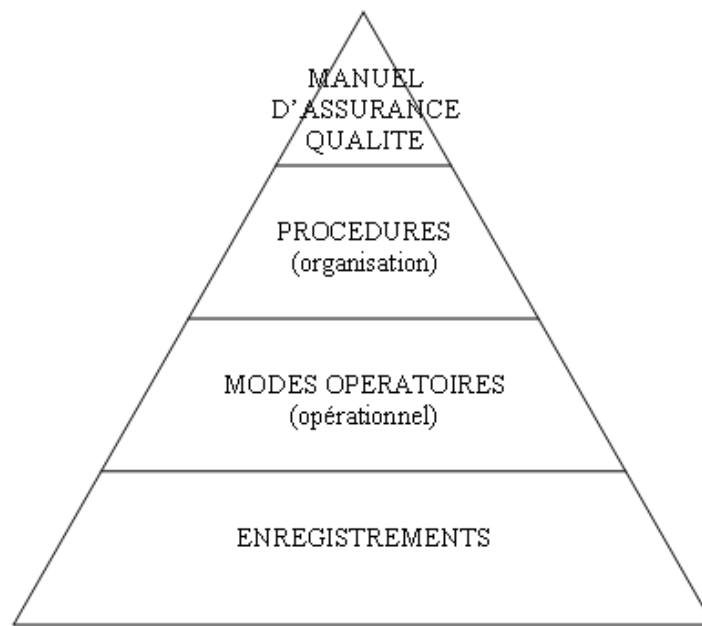 MANUEL
D'ASSURANCE
QUALITE
PROCEDURES
(organisation)
MODES OPERATOIRES
(opérationnel)
ENREGISTREMENTS